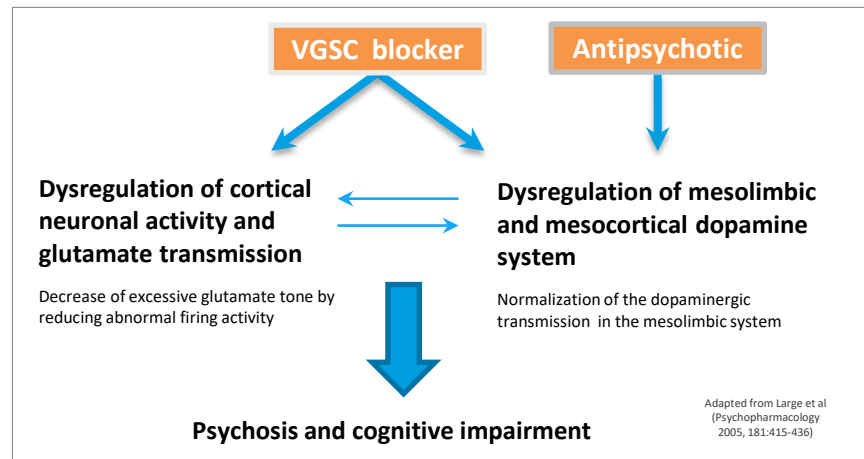 VGSC blocker
Antipsychotic
Dysregulation of cortical
neuronal activity and
glutamate transmission
Decrease of excessive glutamate tone by
reducing abnormal firing activity
Dysregulation of mesolimbic
and mesocortical dopamine
system
Normalization of the dopaminergic
transmission in the mesolimbic system
Psychosis and cognitive impairment
Adapted from Large et al
(Psychopharmacology
2005, 181:415-436)